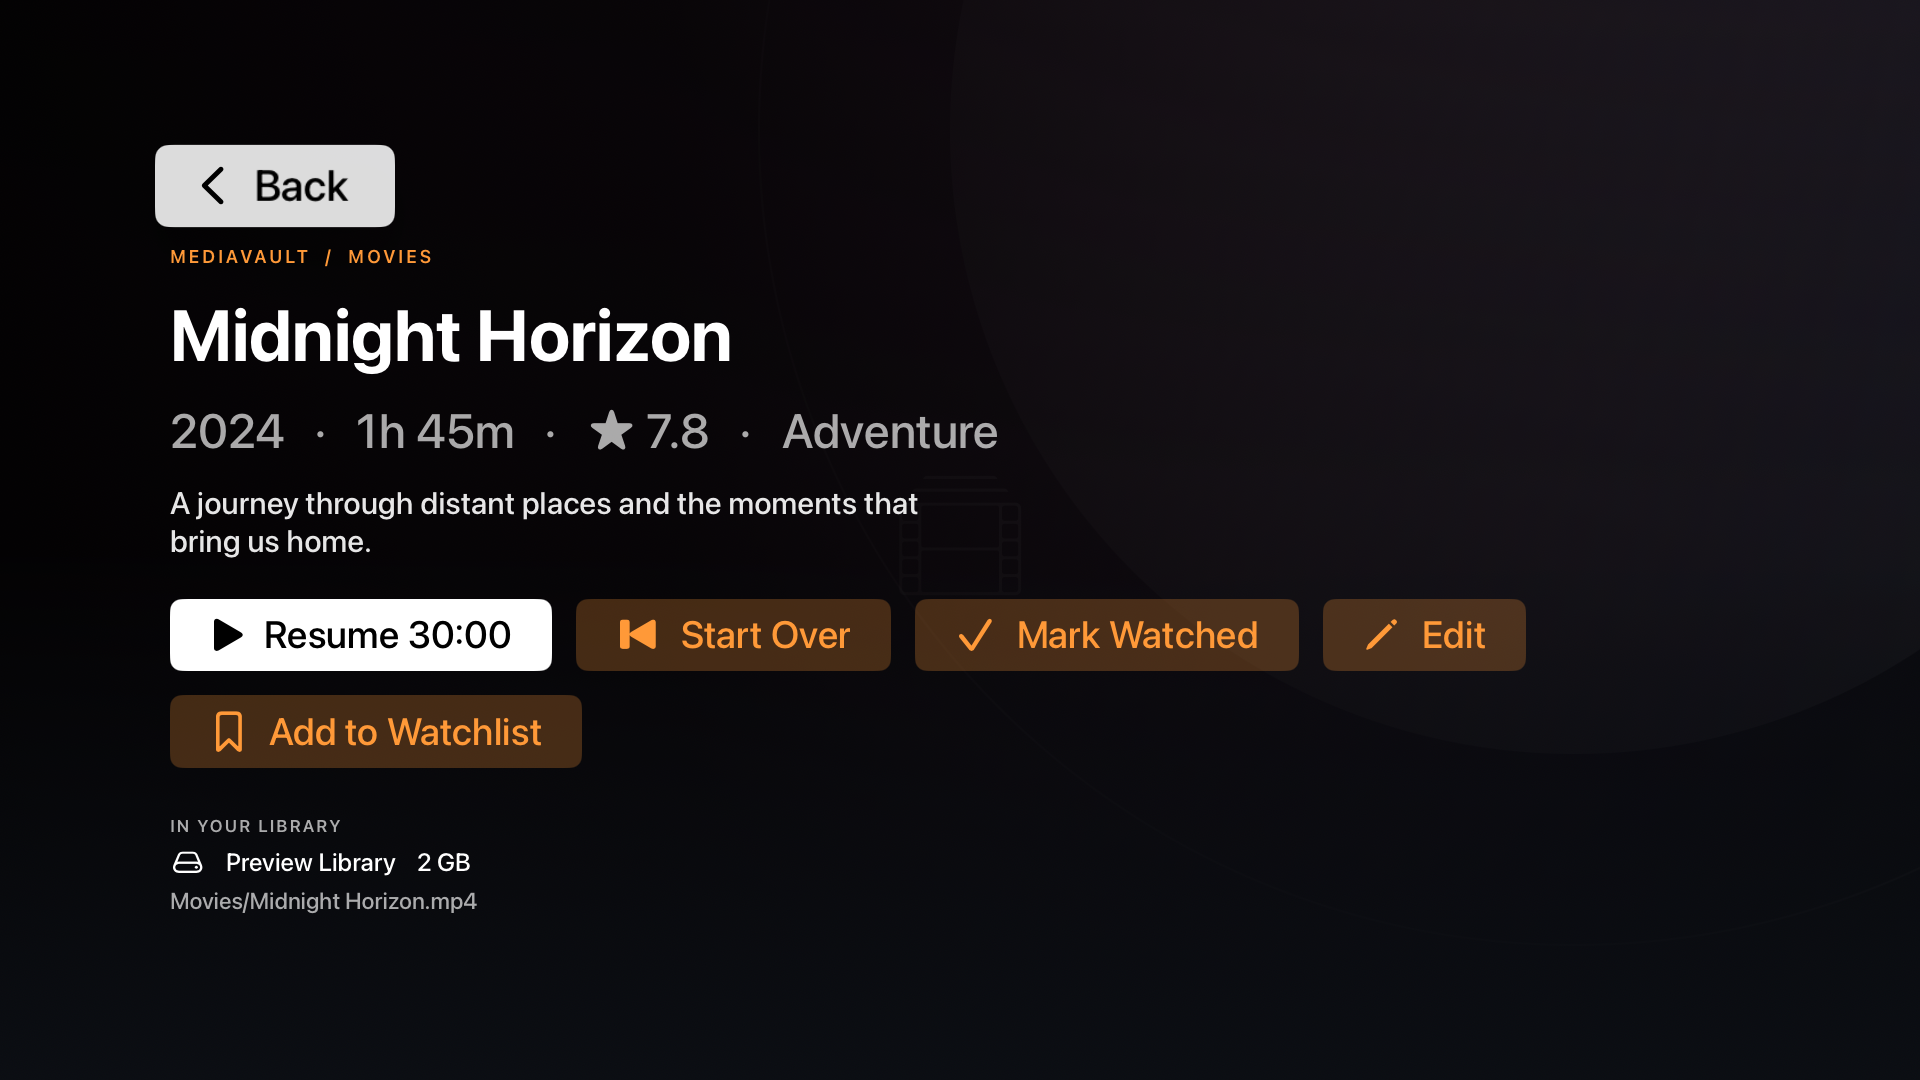 Back
MEDIAVAULT / MOVIES
Midnight Horizon
2024 · 1h 45m · ★ 7.8 · Adventure
A journey through distant places and the moments that
bring us home.
Resume 30:00 Start Over Mark Watched Edit
Add to Watchlist
IN YOUR LIBRARY
Preview Library 2 GB
Movies/Midnight Horizon.mp4